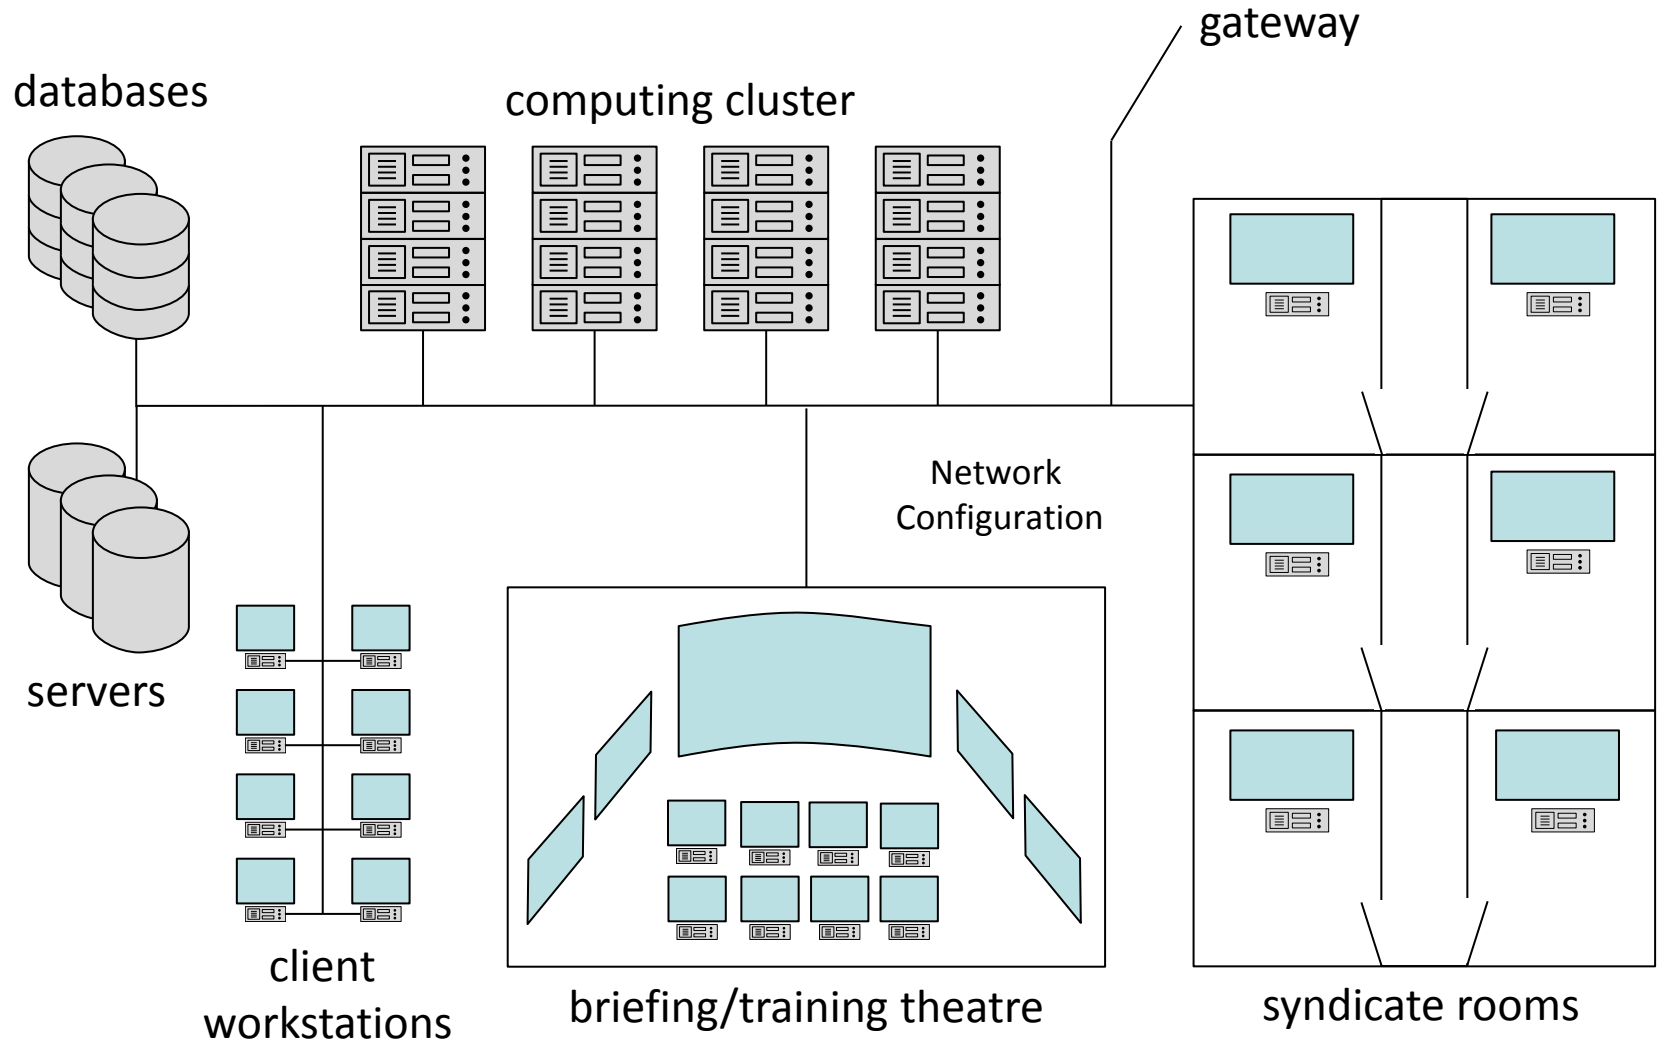 gateway
databases
computing cluster
Network
Configuration
servers
client
workstations
briefing/training theatre
syndicate rooms